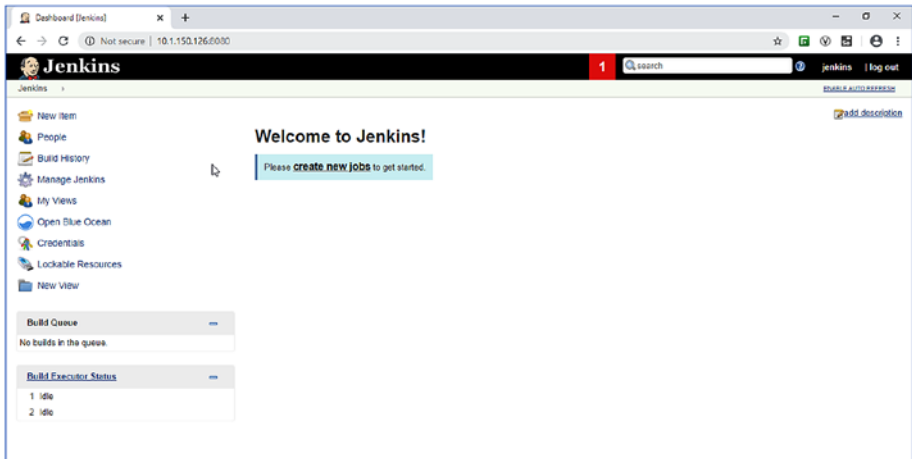 Dashboard [Jenkins]
Not secure | 10.1.150.126:8080
Jenkins
1
search
jenkins | log out
Jenkins
ENABLE AUTO REFRESH
New Item
add description
People
Welcome to Jenkins!
Build History
Please create new jobs to get started.
Manage Jenkins
My Views
Open Blue Ocean
Credentials
Lockable Resources
New View
Build Queue
No builds in the queue.
Build Executor Status
1 Idle
2 Idle